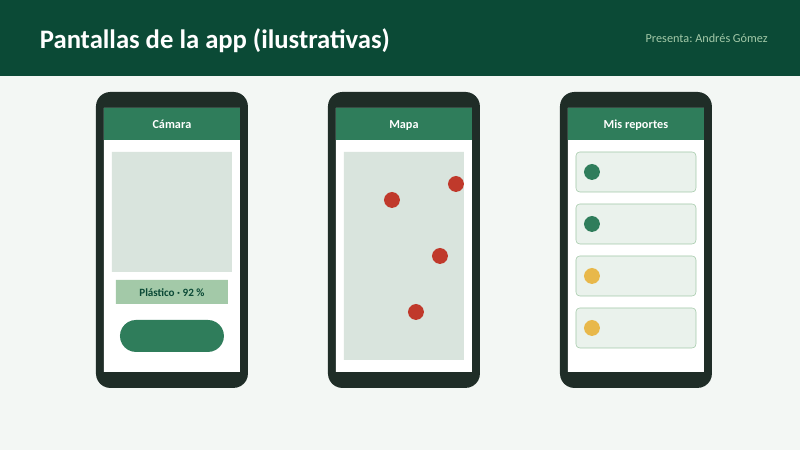 Pantallas de la app (ilustrativas)
Presenta: Andrés Gómez
Cámara
Mapa
Mis reportes
Plástico · 92 %